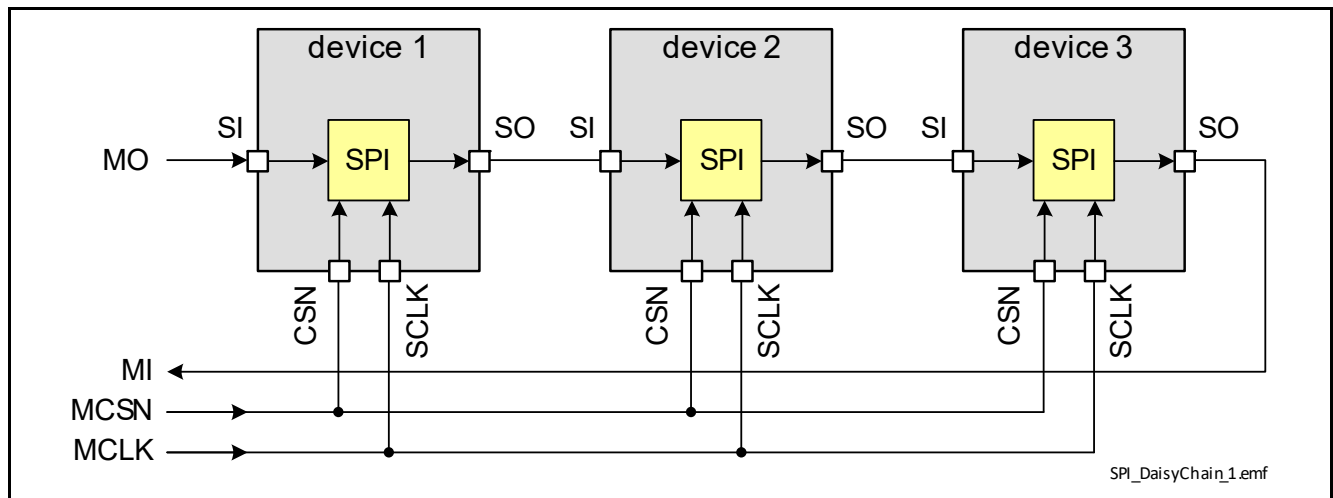 device 1 device 2 device 3
SI SO SI SO SI SO
MO SPI SPI SPI
CSN SCLK CSN SCLK CSN SCLK
MI
MCSN
MCLK
SPI_DaisyChain_1.emf